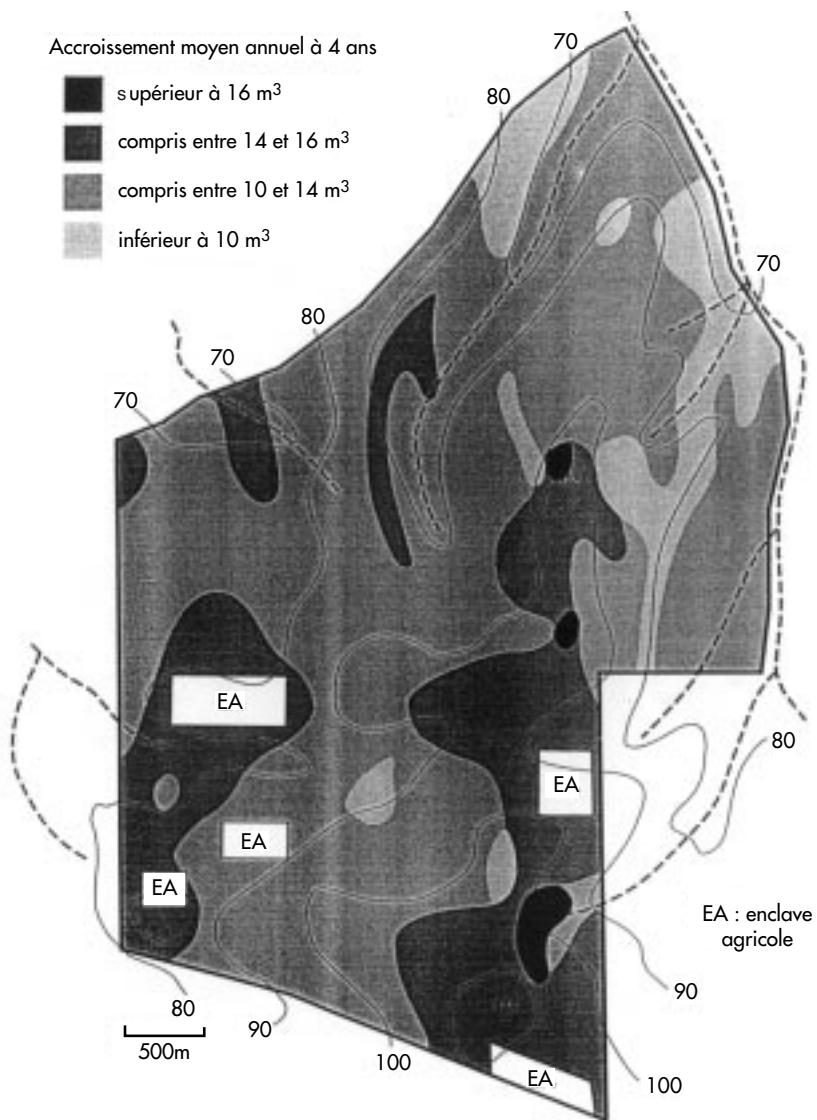 Accroissement moyen annuel à 4 ans
supérieur à 16 m³
compris entre 14 et 16 m³
compris entre 10 et 14 m³
inférieur à 10 m³
70
80
70
80
70
70
EA
80
EA
EA
EA
EA : enclave
agricole
90
80
90
500m
100
EA
100